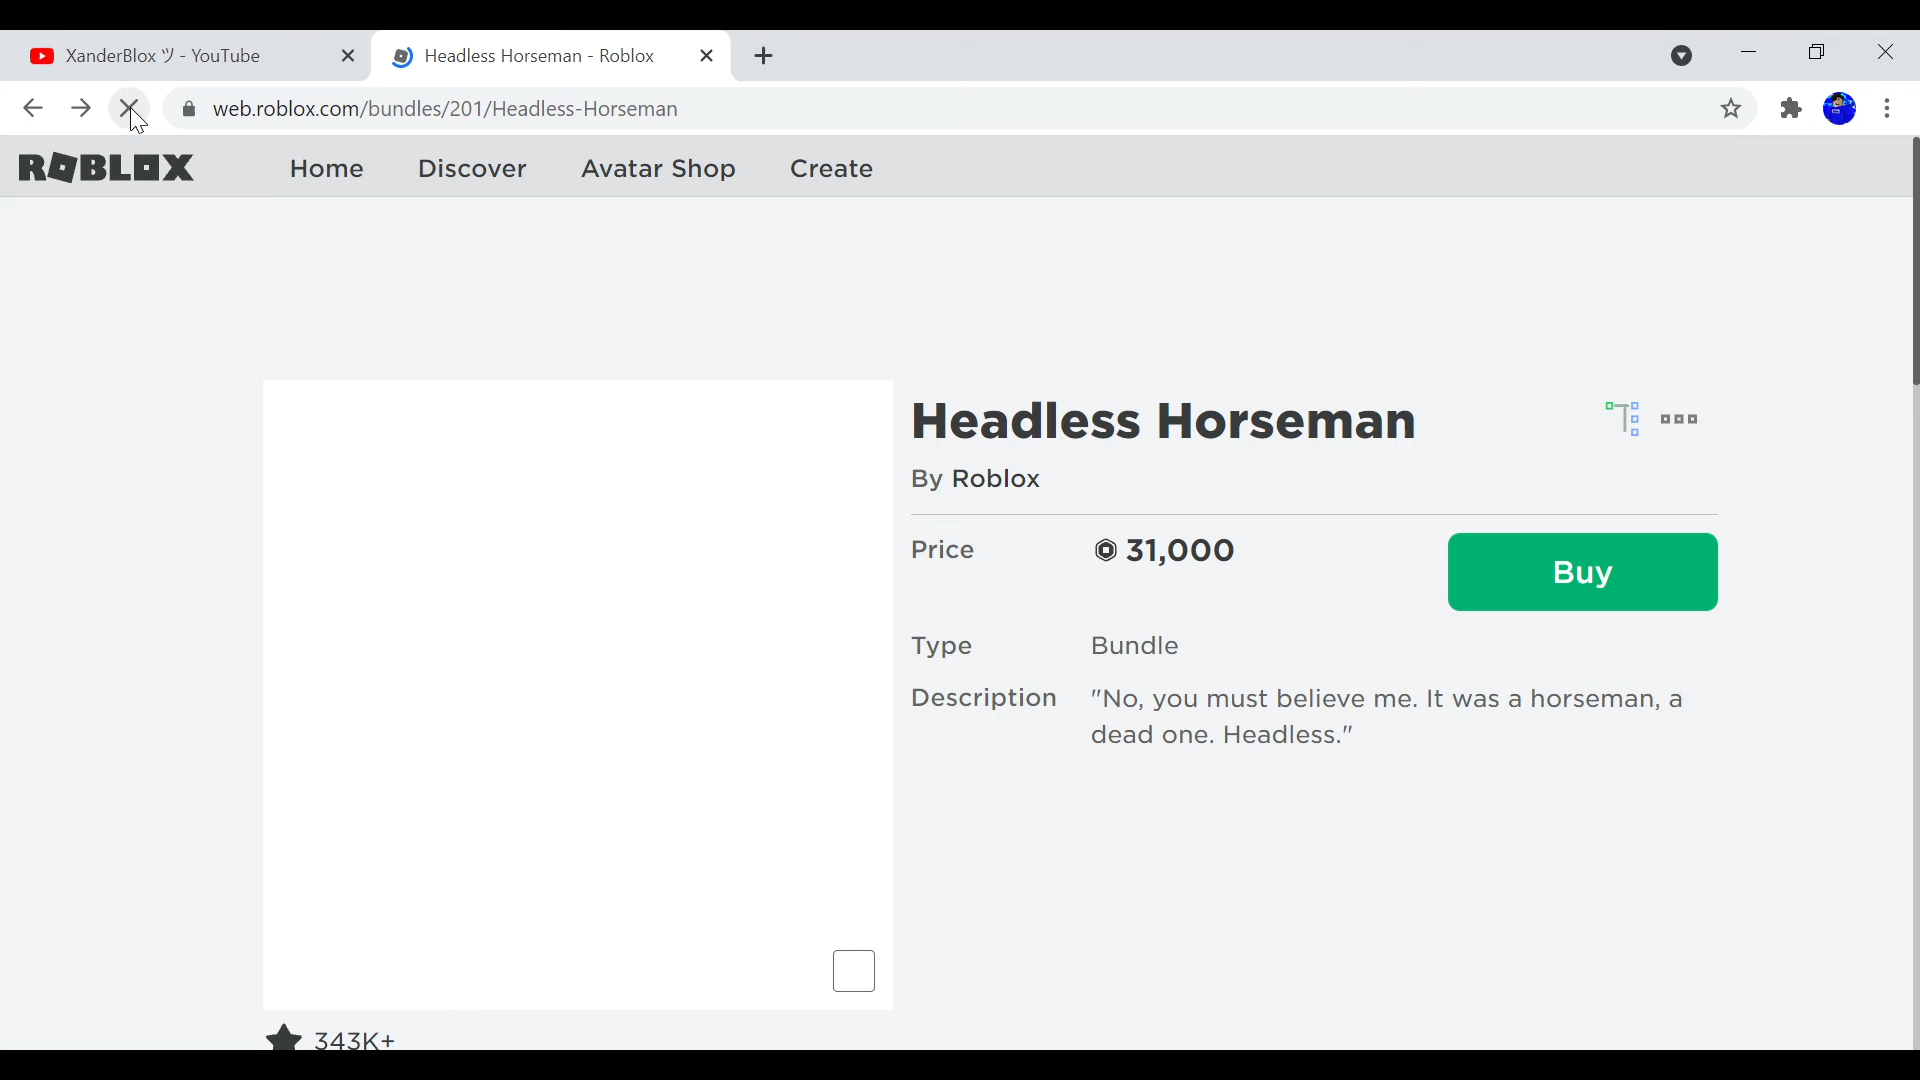 XanderBlox ツ - YouTube
Headless Horseman - Roblox
web.roblox.com/bundles/201/Headless-Horseman
ROBLOX
Home
Discover
Avatar Shop
Create
Headless Horseman
By Roblox
Price
31,000
Buy
Type
Bundle
Description
"No, you must believe me. It was a horseman, a
dead one. Headless."
343K+